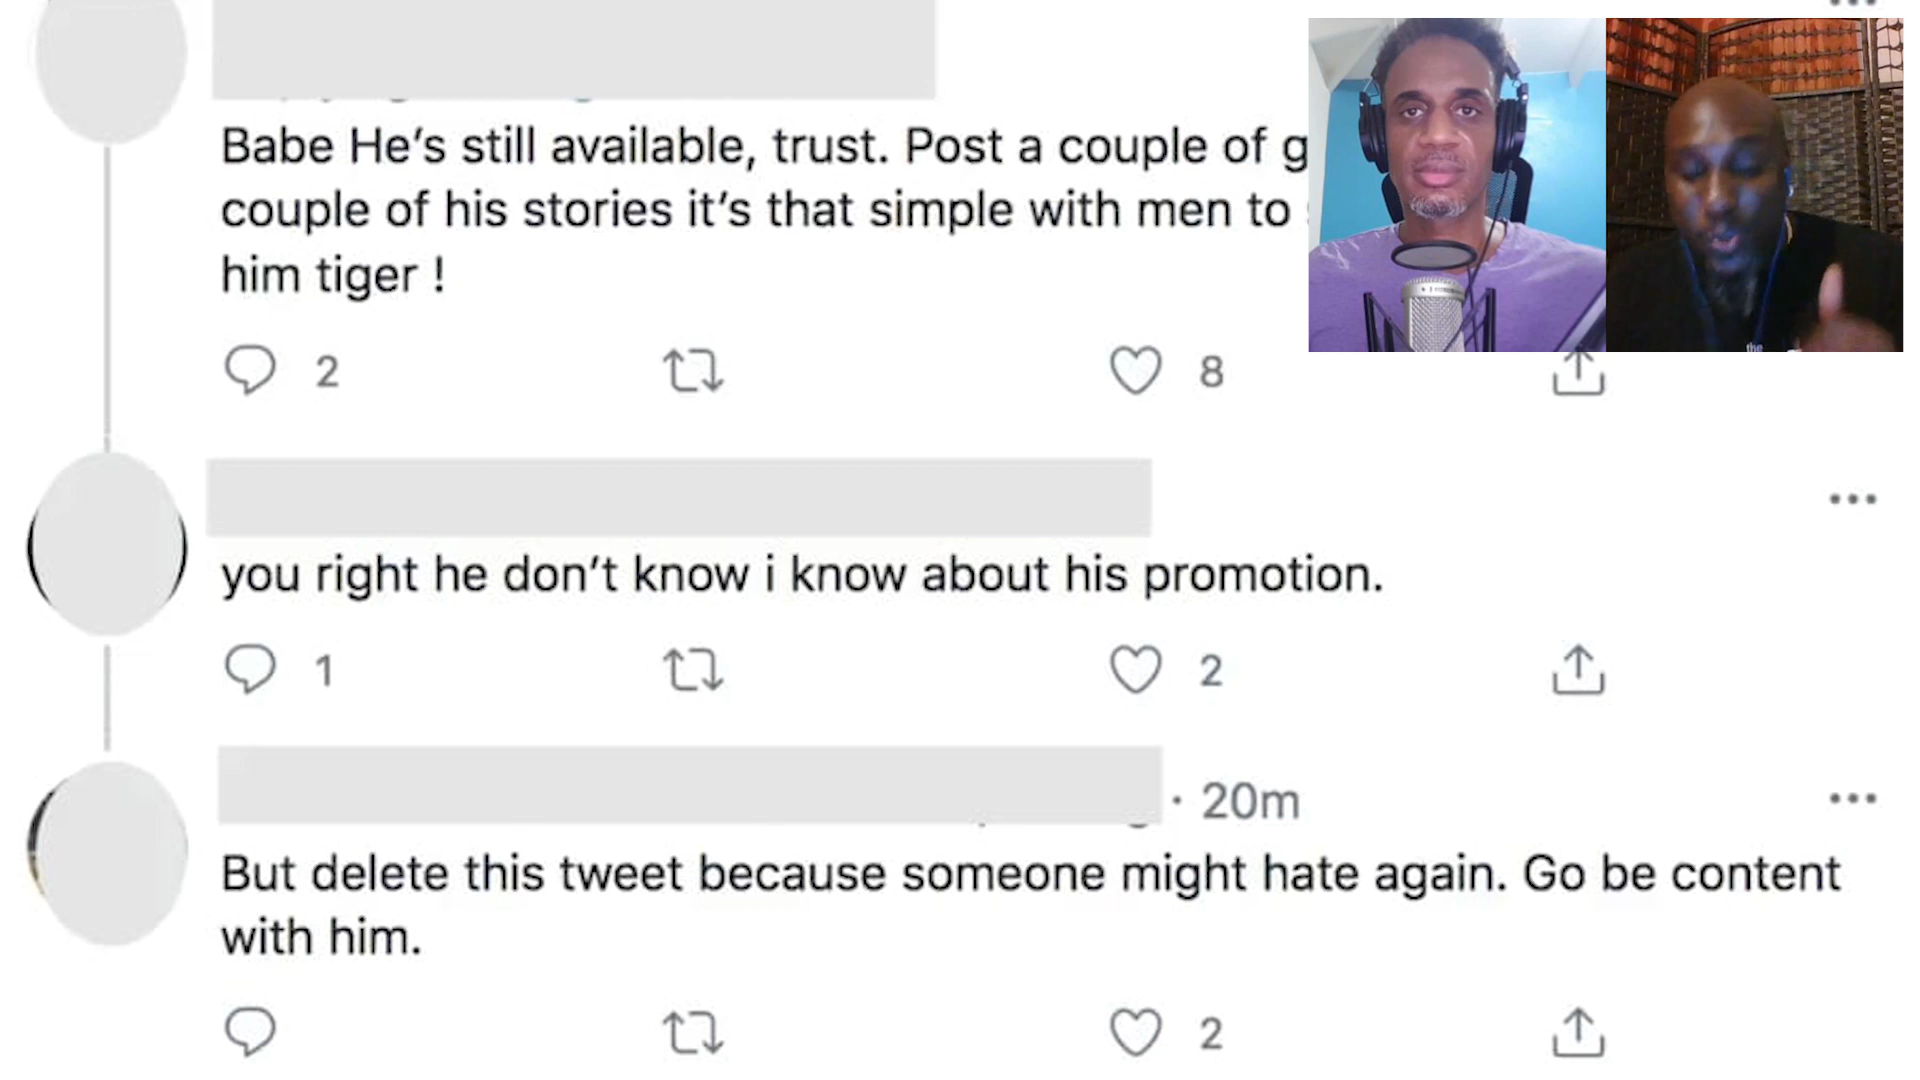 Babe He's still available, trust. Post a couple of g
couple of his stories it's that simple with men to
him tiger !
2
8
you right he don't know i know about his promotion.
1
2
· 20m
But delete this tweet because someone might hate again. Go be content
with him.
2
the